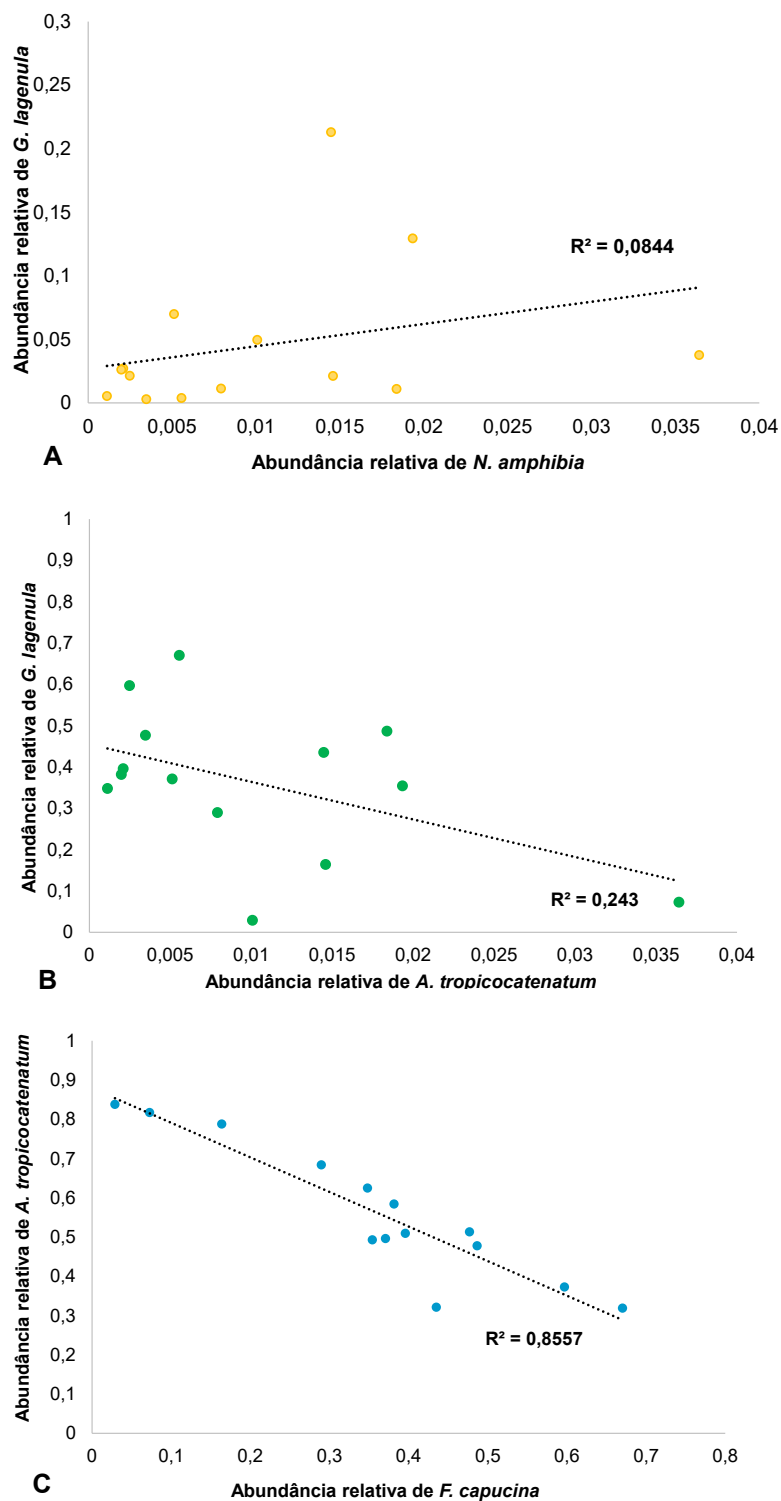 0,3
0,25
0,2
0,15
0,1
0,05
0
Abundância relativa de G. lagenula
R² = 0,0844
0 0,005 0,01 0,015 0,02 0,025 0,03 0,035 0,04
A
Abundância relativa de N. amphibia
1
0,9
0,8
0,7
0,6
0,5
0,4
0,3
0,2
0,1
0
Abundância relativa de G. lagenula
R² = 0,243
0 0,005 0,01 0,015 0,02 0,025 0,03 0,035 0,04
B
Abundância relativa de A. tropicocatenatum
1
0,9
0,8
0,7
0,6
0,5
0,4
0,3
0,2
0,1
0
Abundância relativa de A. tropicocatenatum
R² = 0,8557
0 0,1 0,2 0,3 0,4 0,5 0,6 0,7 0,8
C
Abundância relativa de F. capucina